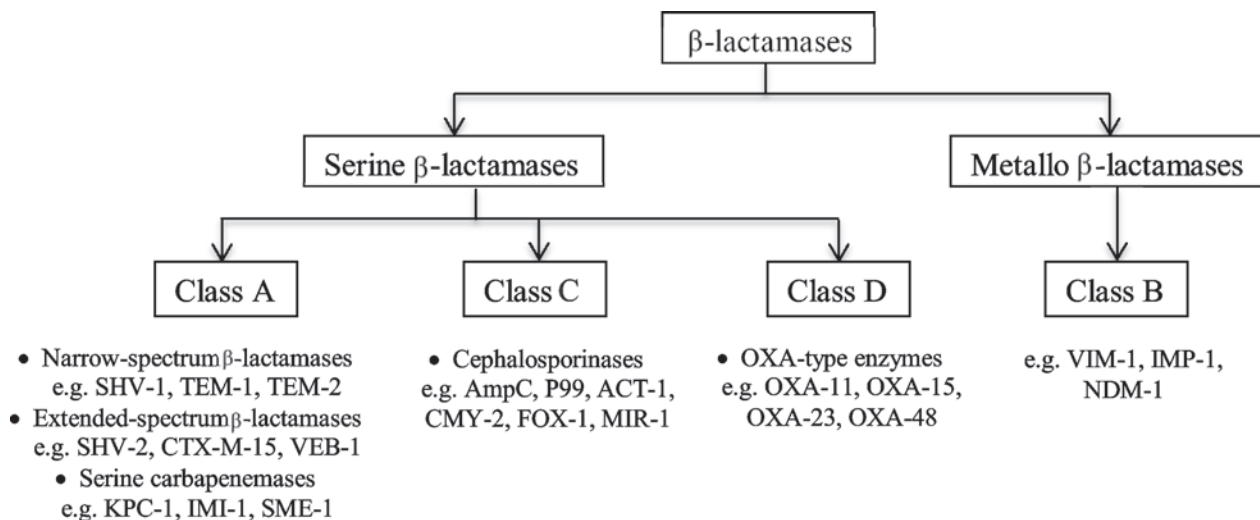 β-lactamases
Serine β-lactamases
Metallo β-lactamases
Class A
Class C
Class D
Class B
• Narrow-spectrumβ-lactamases
e.g. SHV-1, TEM-1, TEM-2
• Extended-spectrumβ-lactamases
e.g. SHV-2, CTX-M-15, VEB-1
• Serine carbapenemases
e.g. KPC-1, IMI-1, SME-1
• Cephalosporinases
e.g. AmpC, P99, ACT-1,
CMY-2, FOX-1, MIR-1
• OXA-type enzymes
e.g. OXA-11, OXA-15,
OXA-23, OXA-48
e.g. VIM-1, IMP-1,
NDM-1